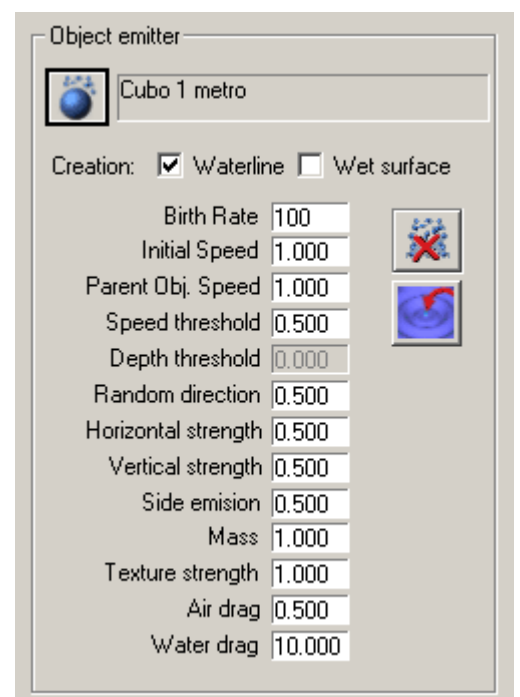 Object emitter
Cubo 1 metro
Creation: Waterline Wet surface
Birth Rate 100
Initial Speed 1.000
Parent Obj. Speed 1.000
Speed threshold 0.500
Depth threshold 0.000
Random direction 0.500
Horizontal strength 0.500
Vertical strength 0.500
Side emision 0.500
Mass 1.000
Texture strength 1.000
Air drag 0.500
Water drag 10.000